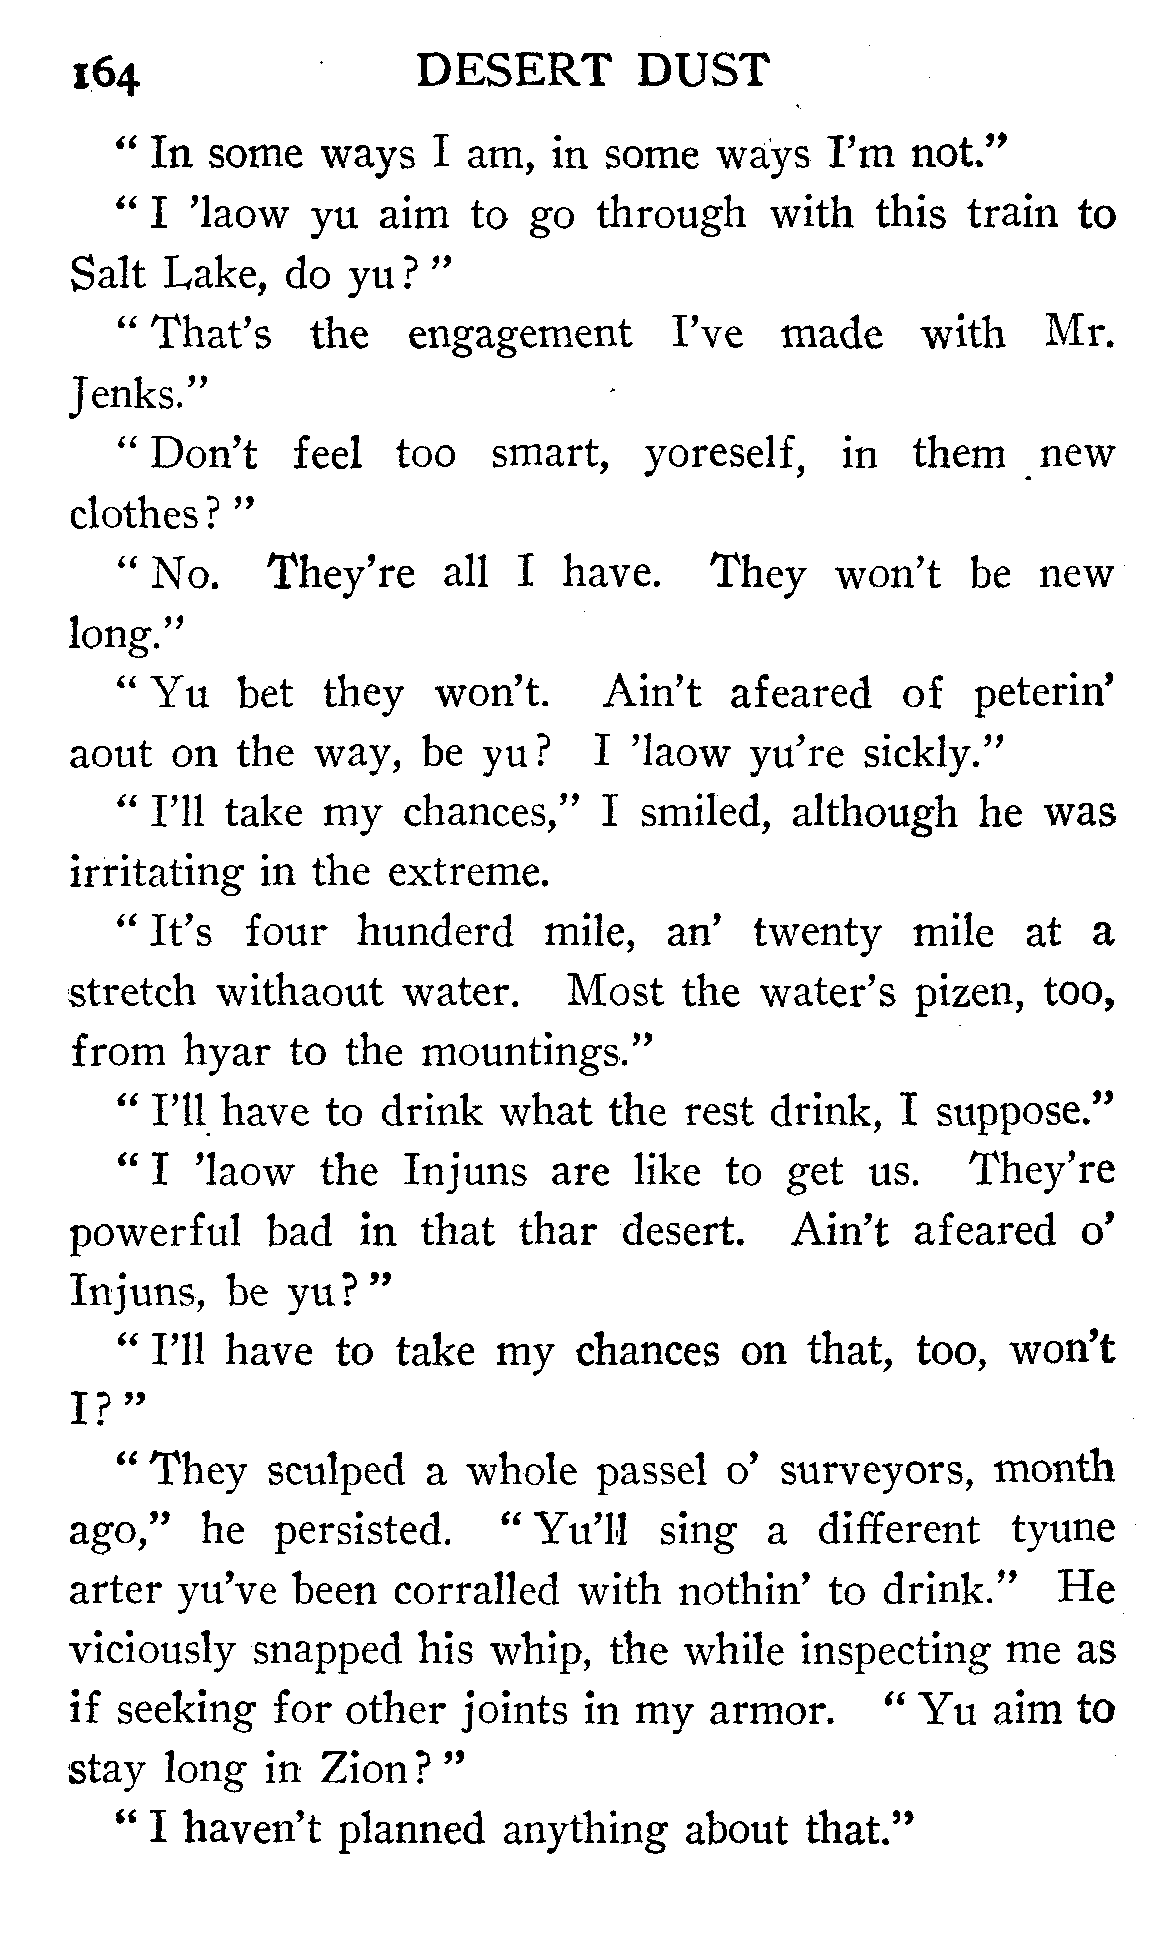 164 DESERT DUST
“ In some ways I am, in some ways I’m not.”
“ I ’laow yu aim to go through with this train to
Salt Lake, do yu? ”
“ That’s the engagement I’ve made with Mr.
Jenks.”
“ Don’t feel too smart, yoreself, in them new
clothes? ”
“ No. They’re all I have. They won’t be new
long.”
“ Yu bet they won’t. Ain’t afeared of peterin’
aout on the way, be yu? I ’laow yu’re sickly.”
“ I’ll take my chances,” I smiled, although he was
irritating in the extreme.
“ It’s four hunderd mile, an’ twenty mile at a
stretch withaout water. Most the water’s pizen, too,
from hyar to the mountings.”
“ I’ll have to drink what the rest drink, I suppose.”
“ I ’laow the Injuns are like to get us. They’re
powerful bad in that thar desert. Ain’t afeared o’
Injuns, be yu? ”
“ I’ll have to take my chances on that, too, won’t
I? ”
“ They sculped a whole passel o’ surveyors, month
ago,” he persisted. “ Yu’ll sing a different tyune
arter yu’ve been corralled with nothin’ to drink.” He
viciously snapped his whip, the while inspecting me as
if seeking for other joints in my armor. “ Yu aim to
stay long in Zion? ”
“ I haven’t planned anything about that.”